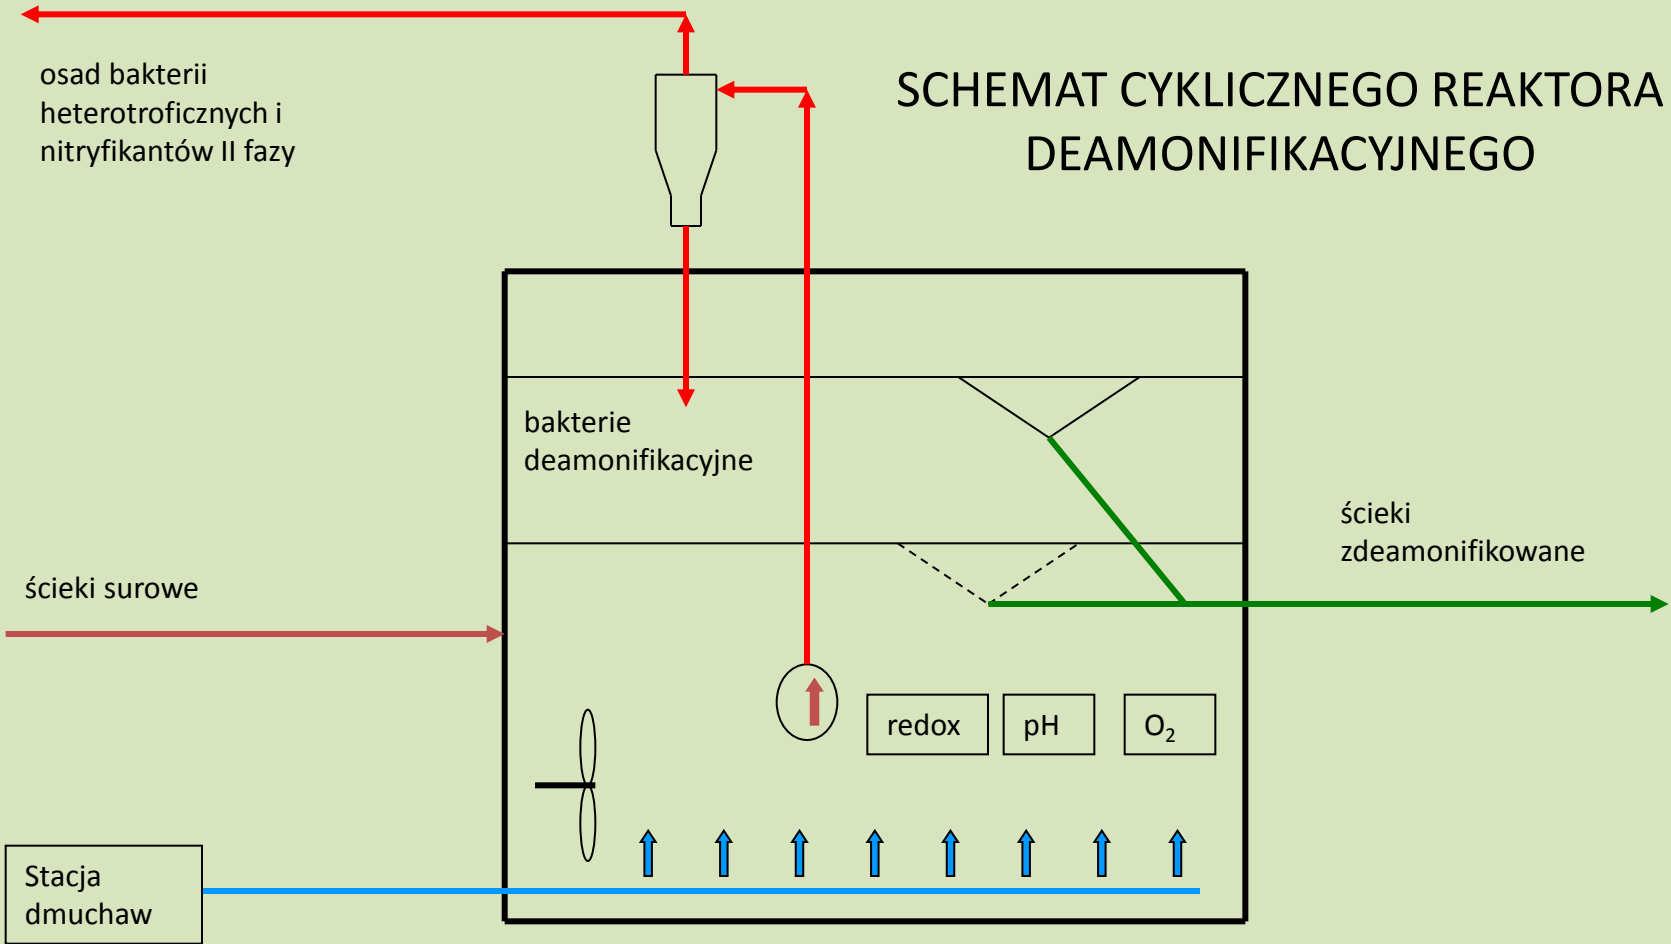 SCHEMAT CYKLICZNEGO REAKTORA
DEAMONIFIKACYJNEGO
osad bakterii
heterotroficznych i
nitryfikantów II fazy
bakterie
deamonifikacyjne
ścieki
zdeamonifikowane
ścieki surowe
redox
pH
O₂
Stacja
dmuchaw